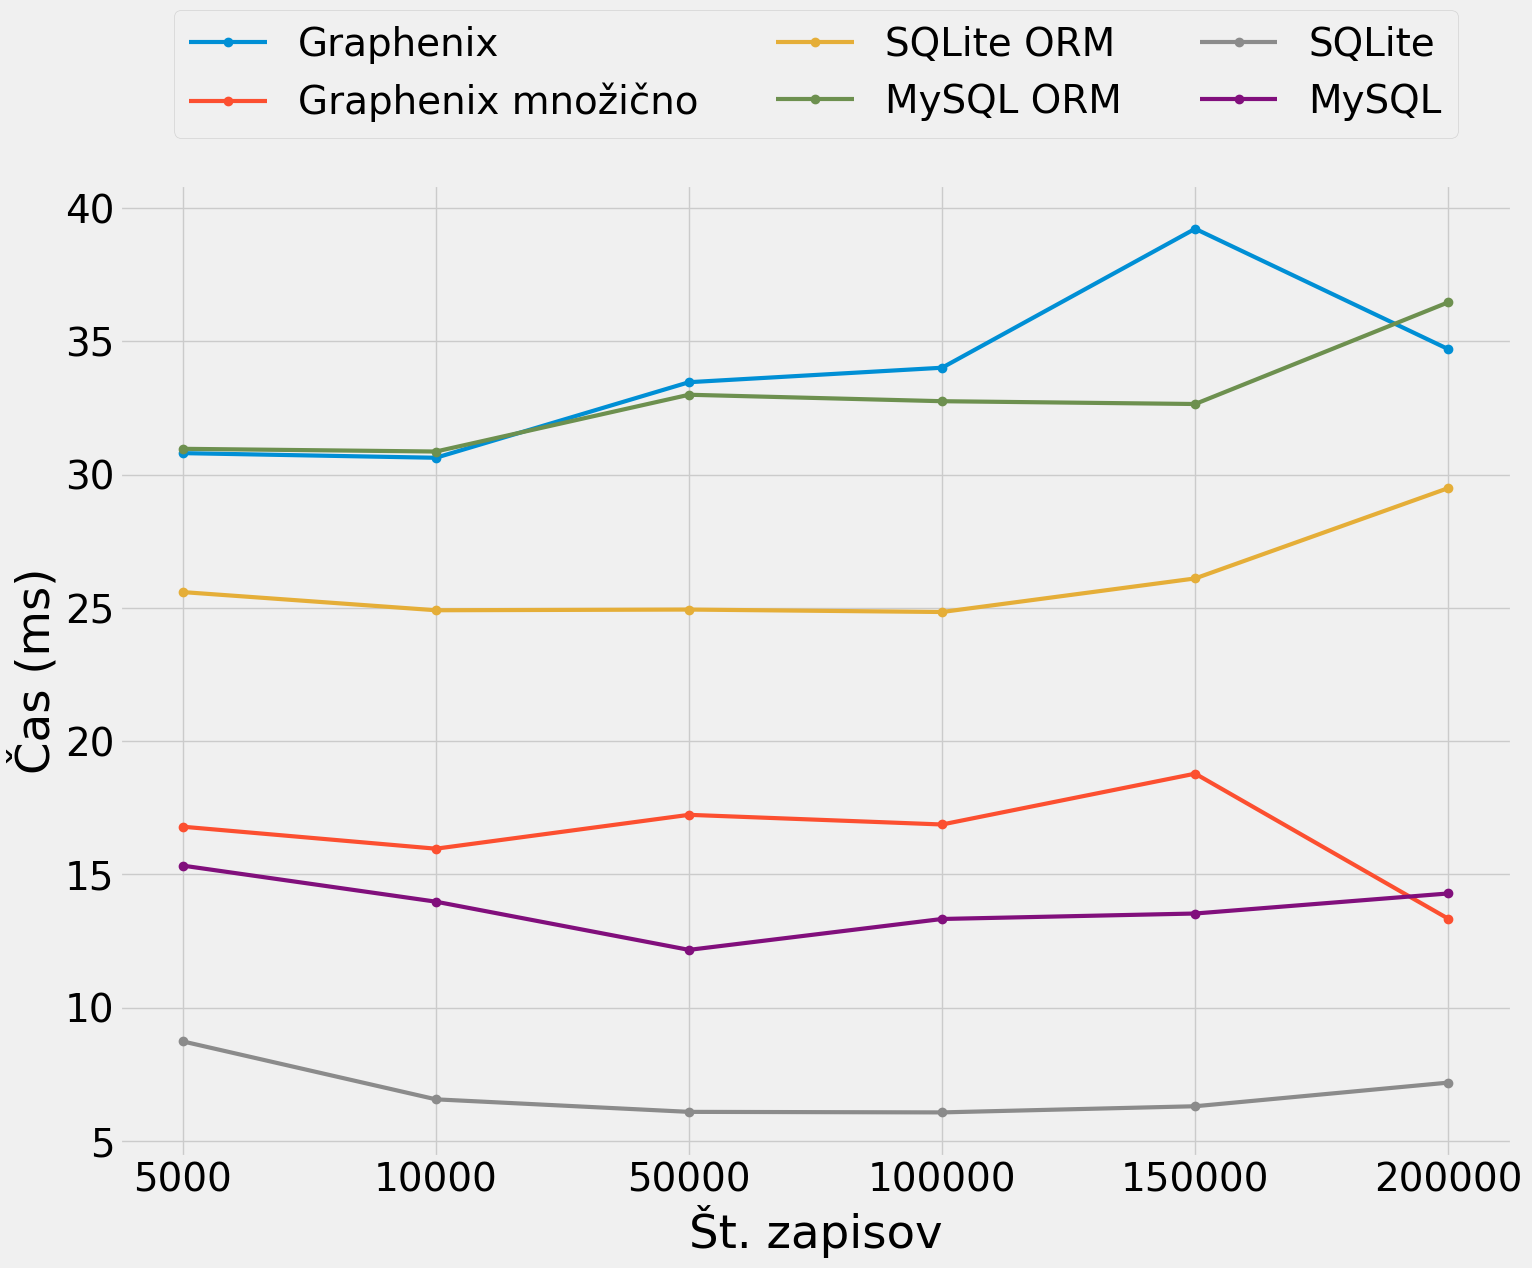 Graphenix
Graphenix množično
SQLite ORM
MySQL ORM
SQLite
MySQL
40
35
30
25
20
15
10
5
Čas (ms)
5000 10000 50000 100000 150000 200000
Št. zapisov